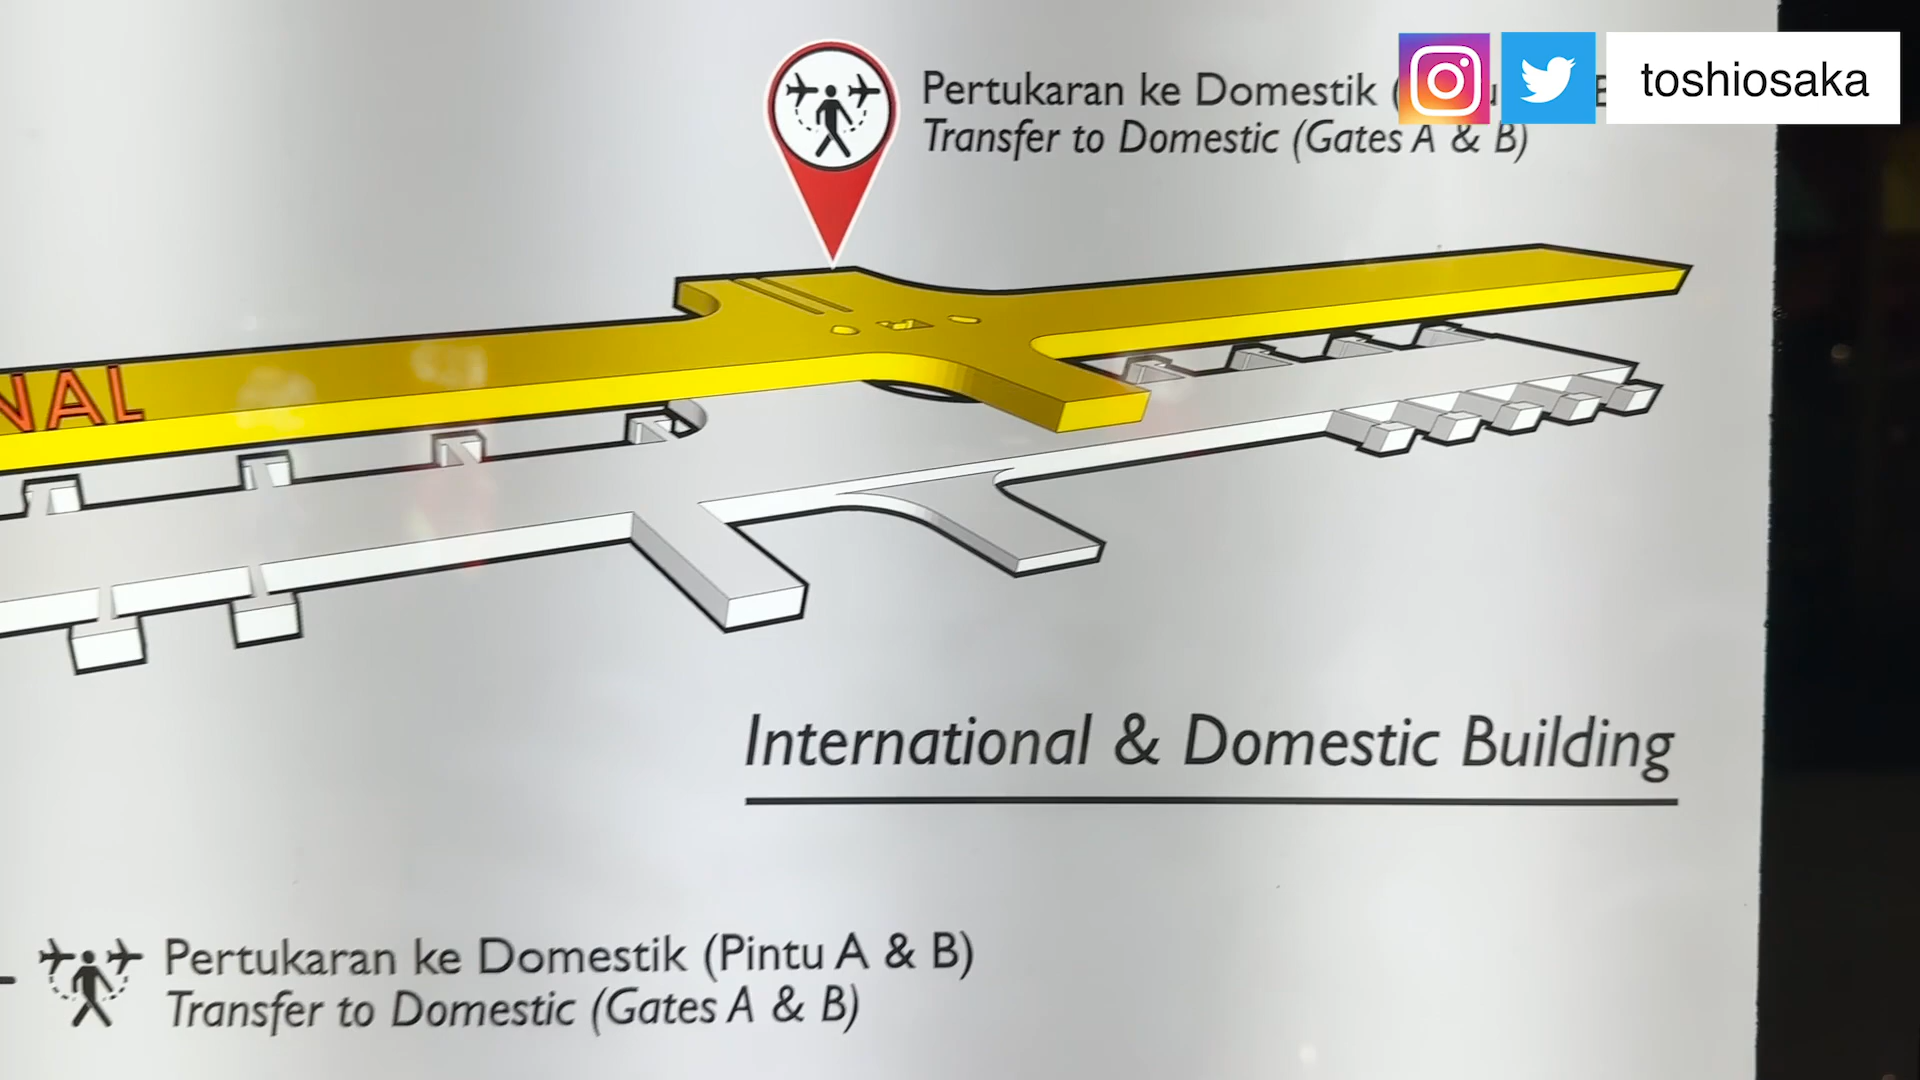 Pertukaran ke Domestik (
toshiosaka
Transfer to Domestic (Gates A & B)
NAL
International & Domestic Building
Pertukaran ke Domestik (Pintu A & B)
Transfer to Domestic (Gates A & B)